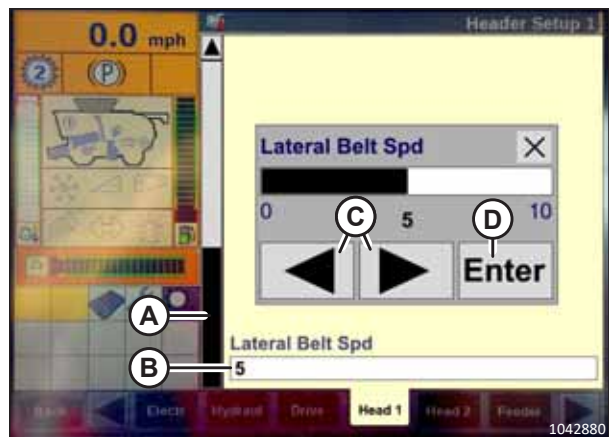 0.0 mph
Header Setup 1
2
(P)
Lateral Belt Spd
0
5
10
C
D
Enter
A
B
Lateral Belt Spd
5
Back
Electr
Hydraul
Drive
Head 1
Head 2
Feeder
1042880